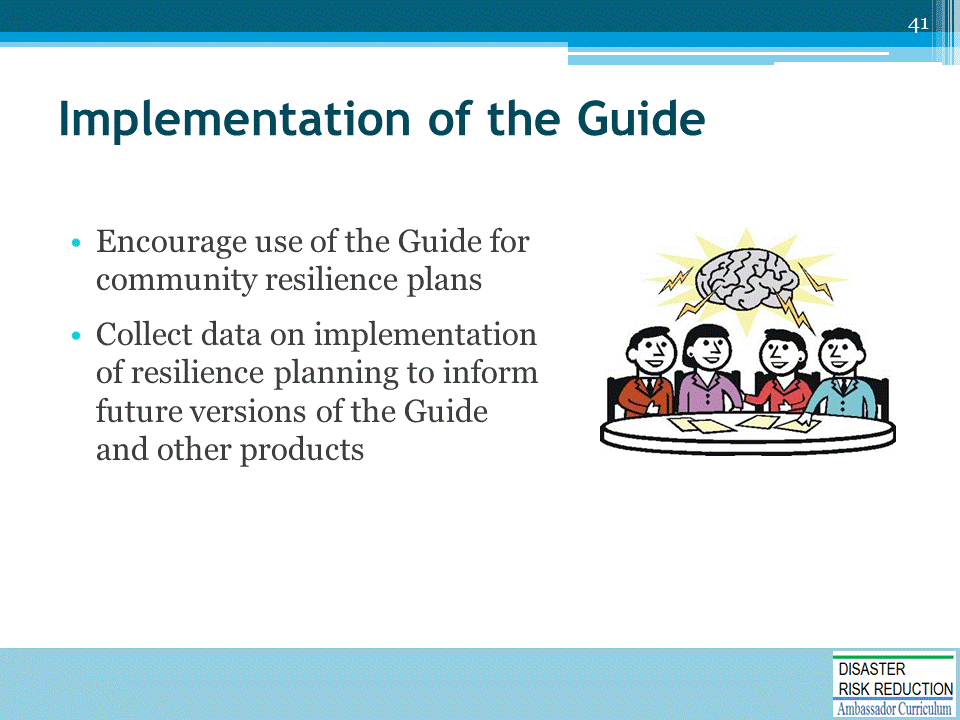 41
Implementation of the Guide
• Encourage use of the Guide for
community resilience plans
• Collect data on implementation
of resilience planning to inform
future versions of the Guide
and other products
DISASTER
RISK REDUCTION
Ambassador Curriculum